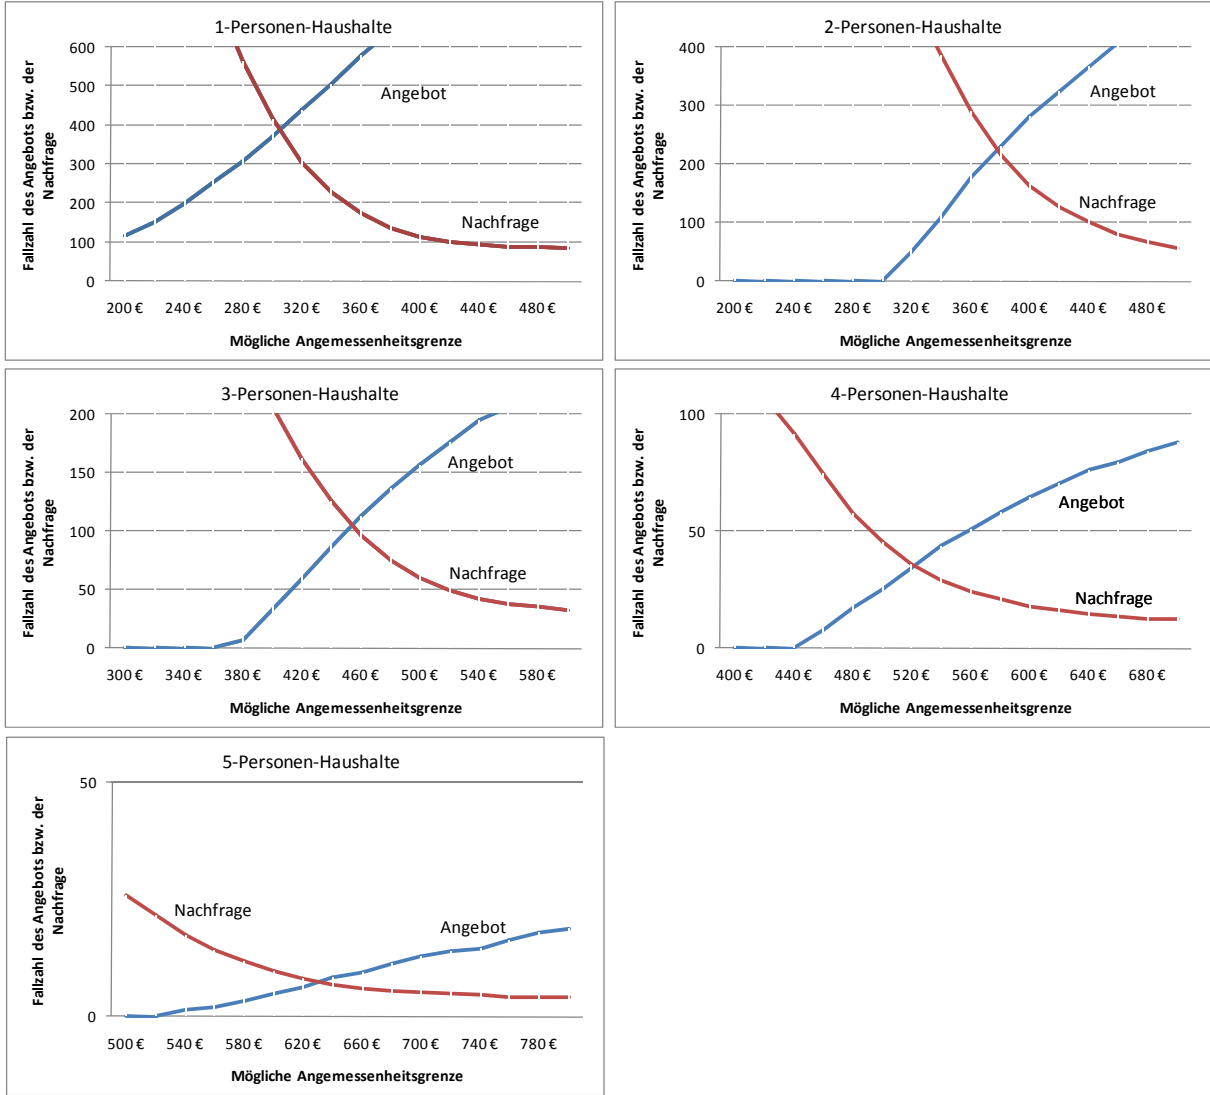 1-Personen-Haushalte
Fallzahl des Angebots bzw. der
Nachfrage
600
500
400
300
200
100
0
Angebot
Nachfrage
200 € 240 € 280 € 320 € 360 € 400 € 440 € 480 €
Mögliche Angemessenheitsgrenze
2-Personen-Haushalte
Fallzahl des Angebots bzw. der
Nachfrage
400
300
200
100
0
Angebot
Nachfrage
200 € 240 € 280 € 320 € 360 € 400 € 440 € 480 €
Mögliche Angemessenheitsgrenze
3-Personen-Haushalte
Fallzahl des Angebots bzw. der
Nachfrage
200
150
100
50
0
Angebot
Nachfrage
300 € 340 € 380 € 420 € 460 € 500 € 540 € 580 €
Mögliche Angemessenheitsgrenze
4-Personen-Haushalte
Fallzahl des Angebots bzw. der
Nachfrage
100
50
0
Angebot
Nachfrage
400 € 440 € 480 € 520 € 560 € 600 € 640 € 680 €
Mögliche Angemessenheitsgrenze
5-Personen-Haushalte
Fallzahl des Angebots bzw. der
Nachfrage
50
0
Nachfrage
Angebot
500 € 540 € 580 € 620 € 660 € 700 € 740 € 780 €
Mögliche Angemessenheitsgrenze